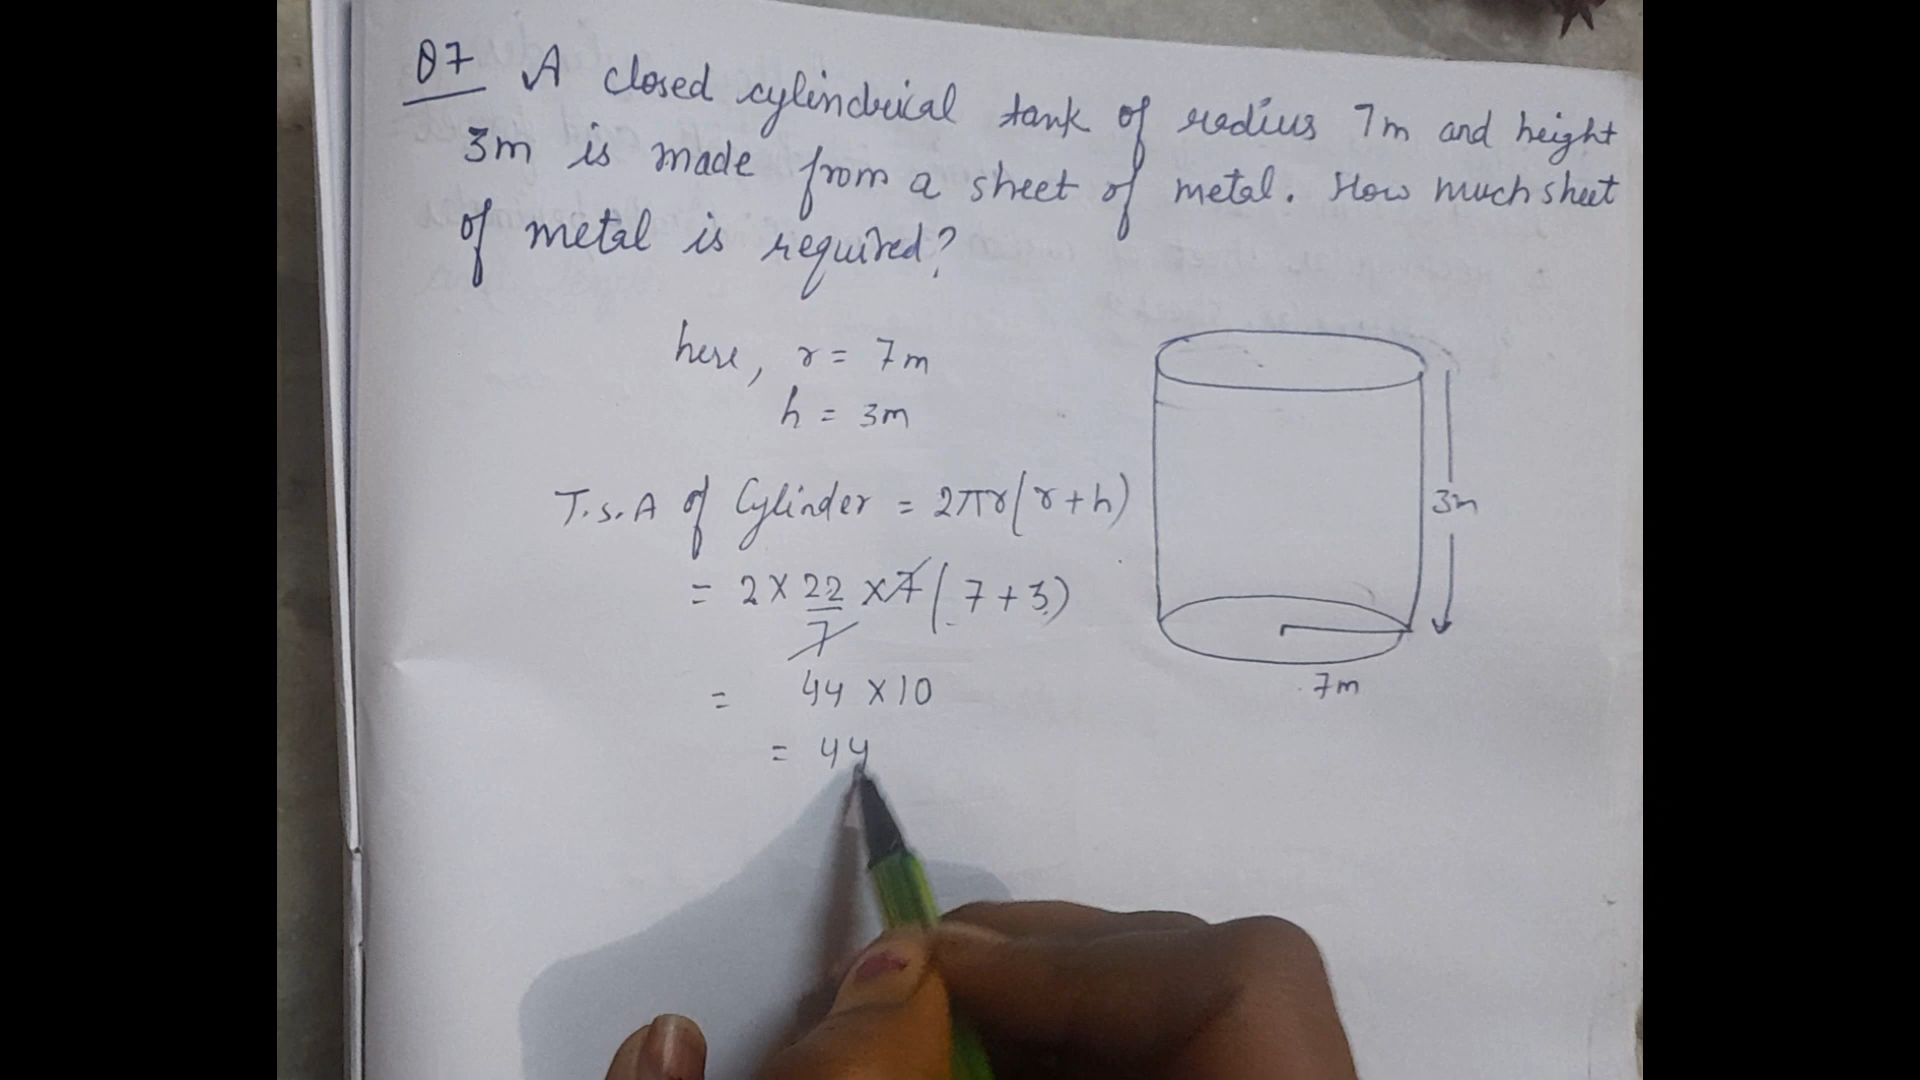 Q7 A closed cylindrical tank of radius 7m and height
3m is made from a sheet of metal. How much sheet
of metal is required?
here, r = 7m
h = 3m
T.S.A of Cylinder = 2πr(r+h)
= 2 × 22/7 × 7 (7+3)
= 44 × 10
= 44
3m
7m